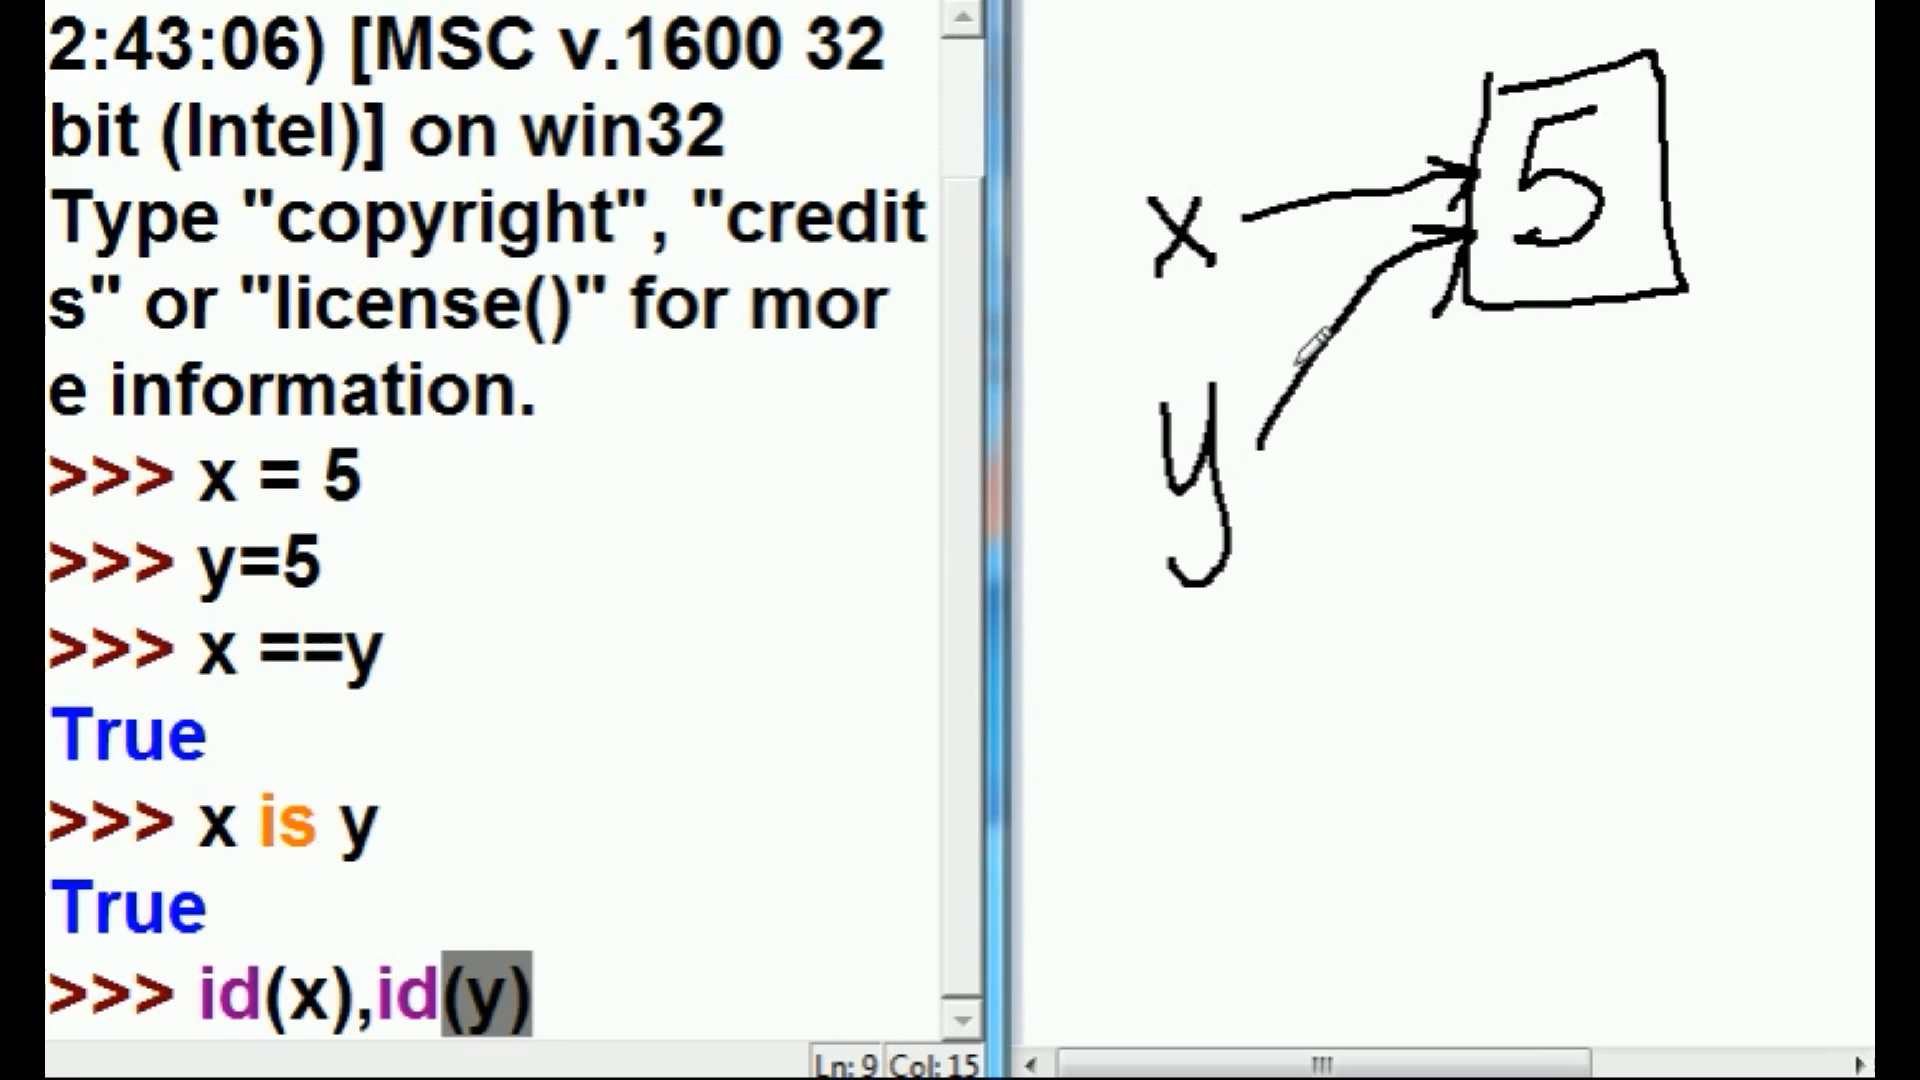 2:43:06) [MSC v.1600 32
bit (Intel)] on win32
Type "copyright", "credit
s" or "license()" for mor
e information.
>>> x = 5
>>> y=5
>>> x ==y
True
>>> x is y
True
>>> id(x),id(y)
Ln: 9 Col: 15
5
x
y